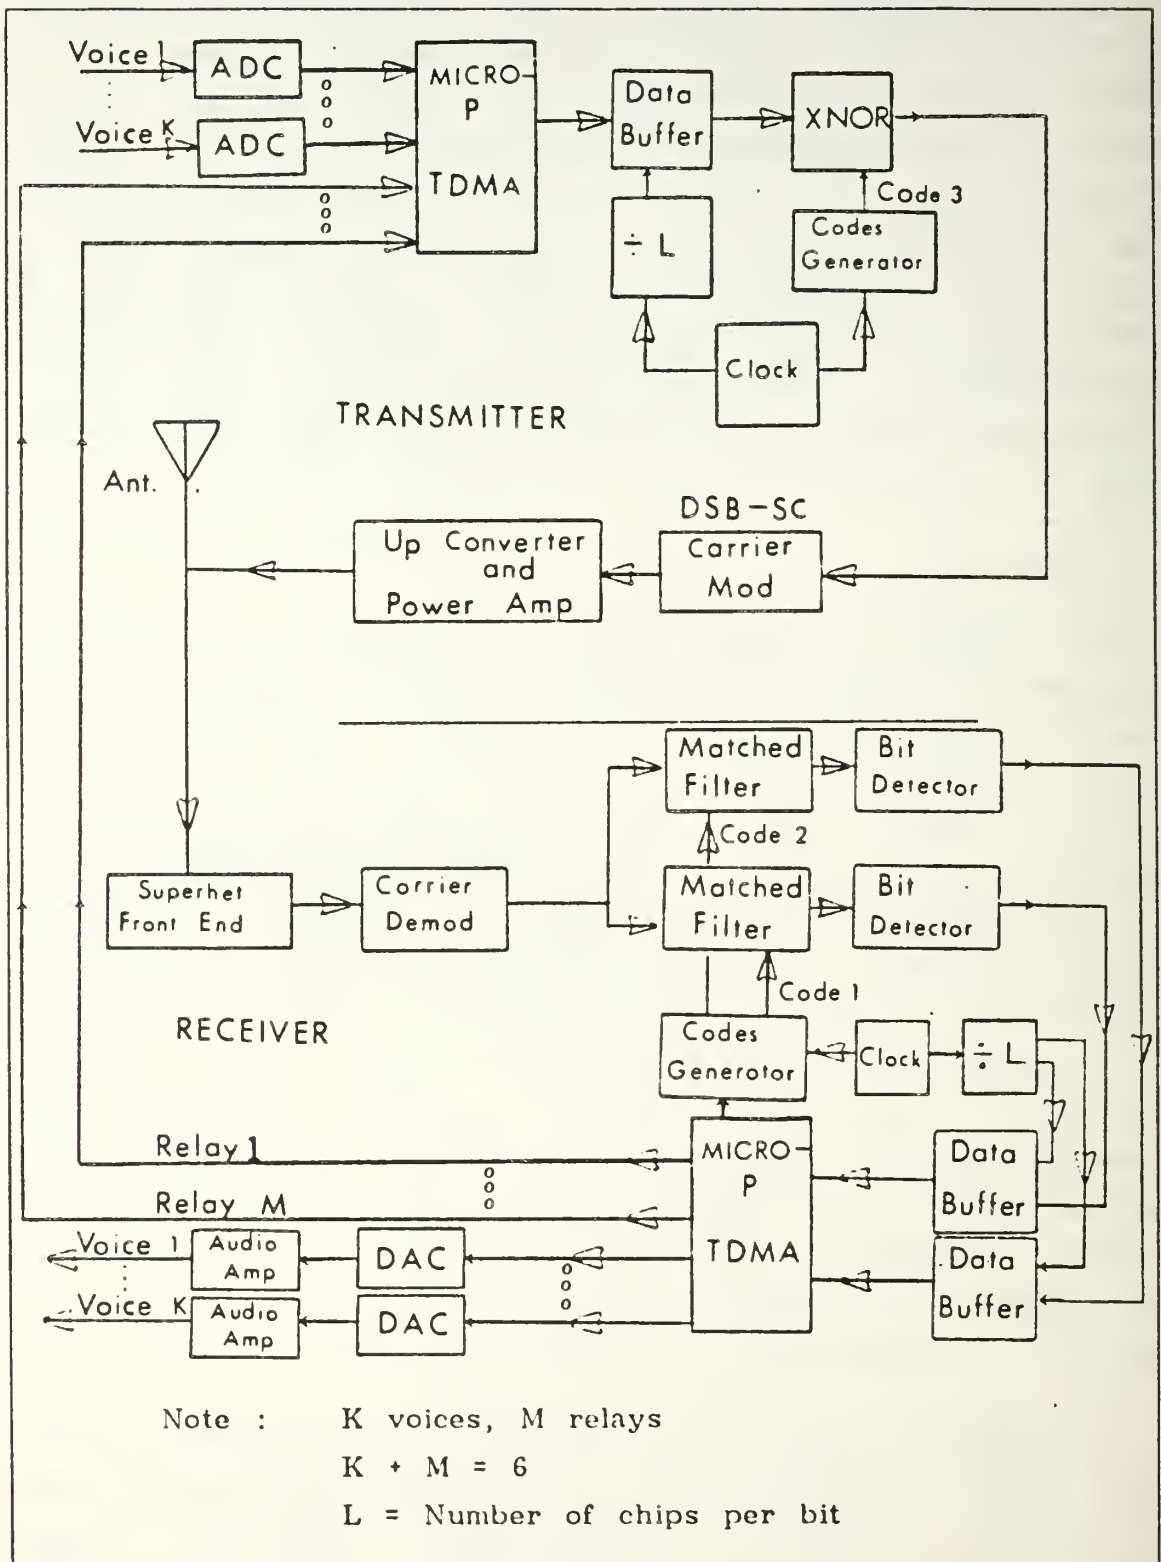 Voice 1
ADC
Voice K
ADC
MICRO-
P
TDMA
Data
Buffer
XNOR
Code 3
÷ L
Codes
Generator
Clock
TRANSMITTER
Ant.
DSB-SC
Up Converter
and
Power Amp
Carrier
Mod
Matched
Filter
Bit
Detector
Code 2
Superhet
Front End
Carrier
Demod
Matched
Filter
Bit
Detector
Code 1
RECEIVER
Codes
Generator
Clock
÷ L
Relay 1
Relay M
MICRO-
P
TDMA
Data
Buffer
Data
Buffer
Voice 1
Audio
Amp
DAC
Voice K
Audio
Amp
DAC
Note : K voices, M relays
K + M = 6
L = Number of chips per bit